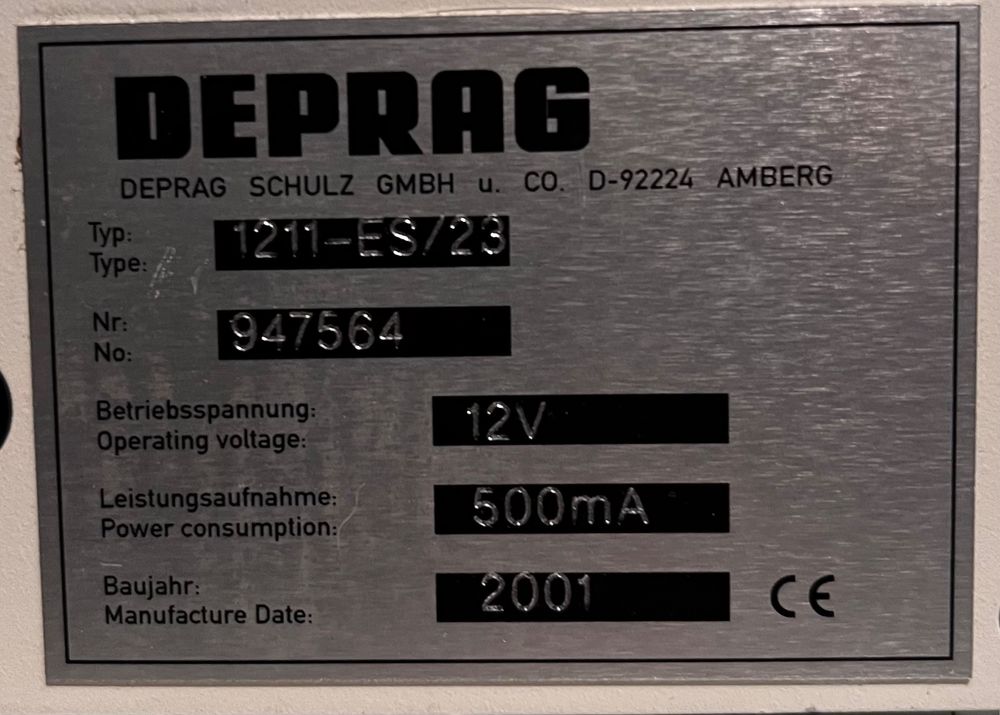 DEPRAG
DEPRAG SCHULZ GMBH u. CO. D-92224 AMBERG
Typ:
Type: 1211-ES/23
Nr:
No: 947564
Betriebsspannung:
Operating voltage: 12V
Leistungsaufnahme:
Power consumption: 500mA
Baujahr:
Manufacture Date: 2001 CE